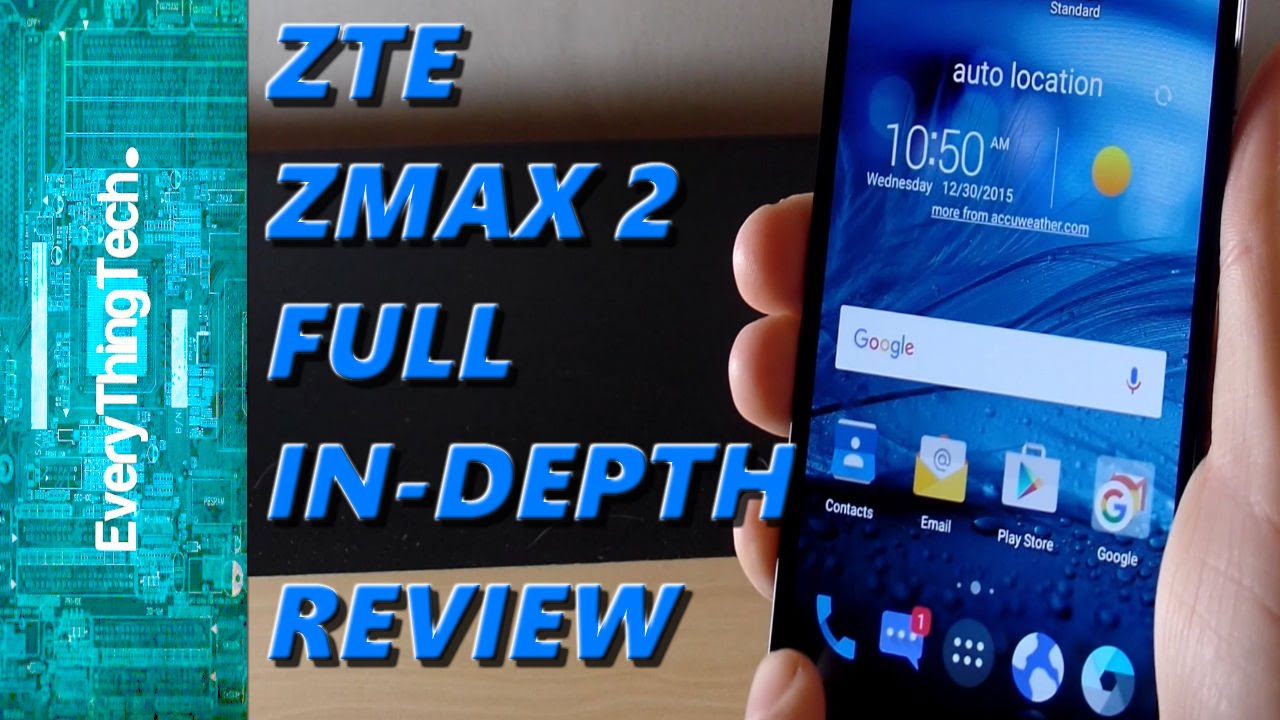 EveryThingTech.
ZTE
ZMAX 2
FULL
IN-DEPTH
REVIEW
Standard
auto location
10:50 AM
Wednesday 12/30/2015
more from accuweather.com
Google
Contacts
Email
Play Store
Google
1